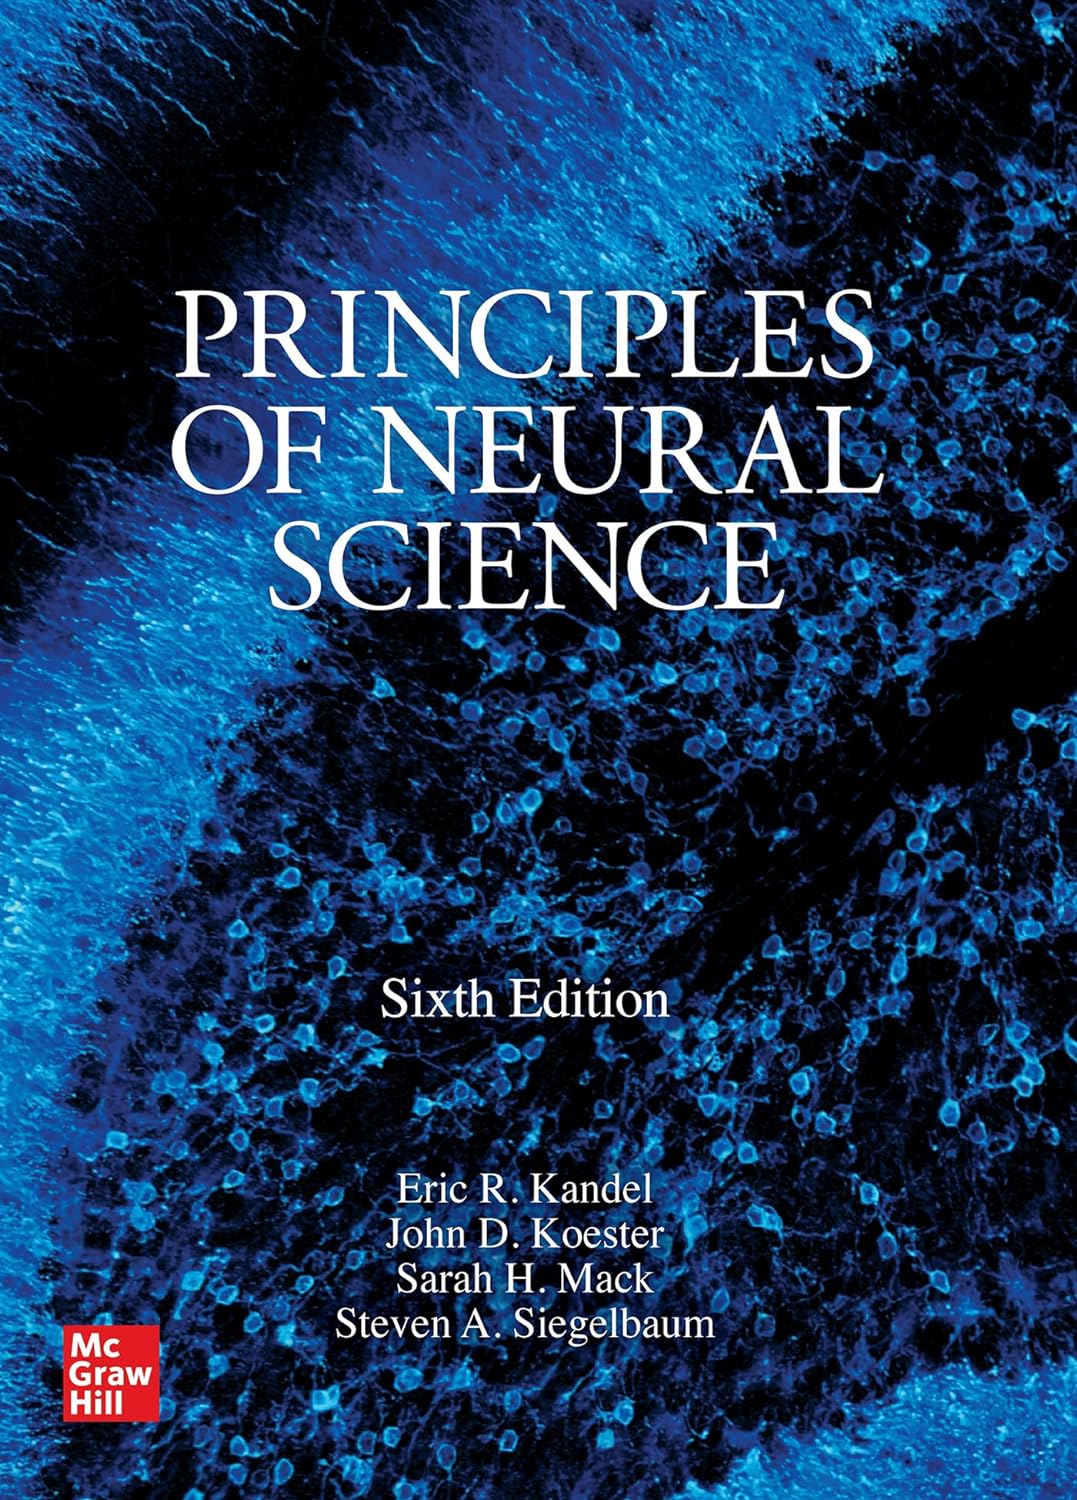 PRINCIPLES
OF NEURAL
SCIENCE
Sixth Edition
Eric R. Kandel
John D. Koester
Sarah H. Mack
Steven A. Siegelbaum
Mc
Graw
Hill